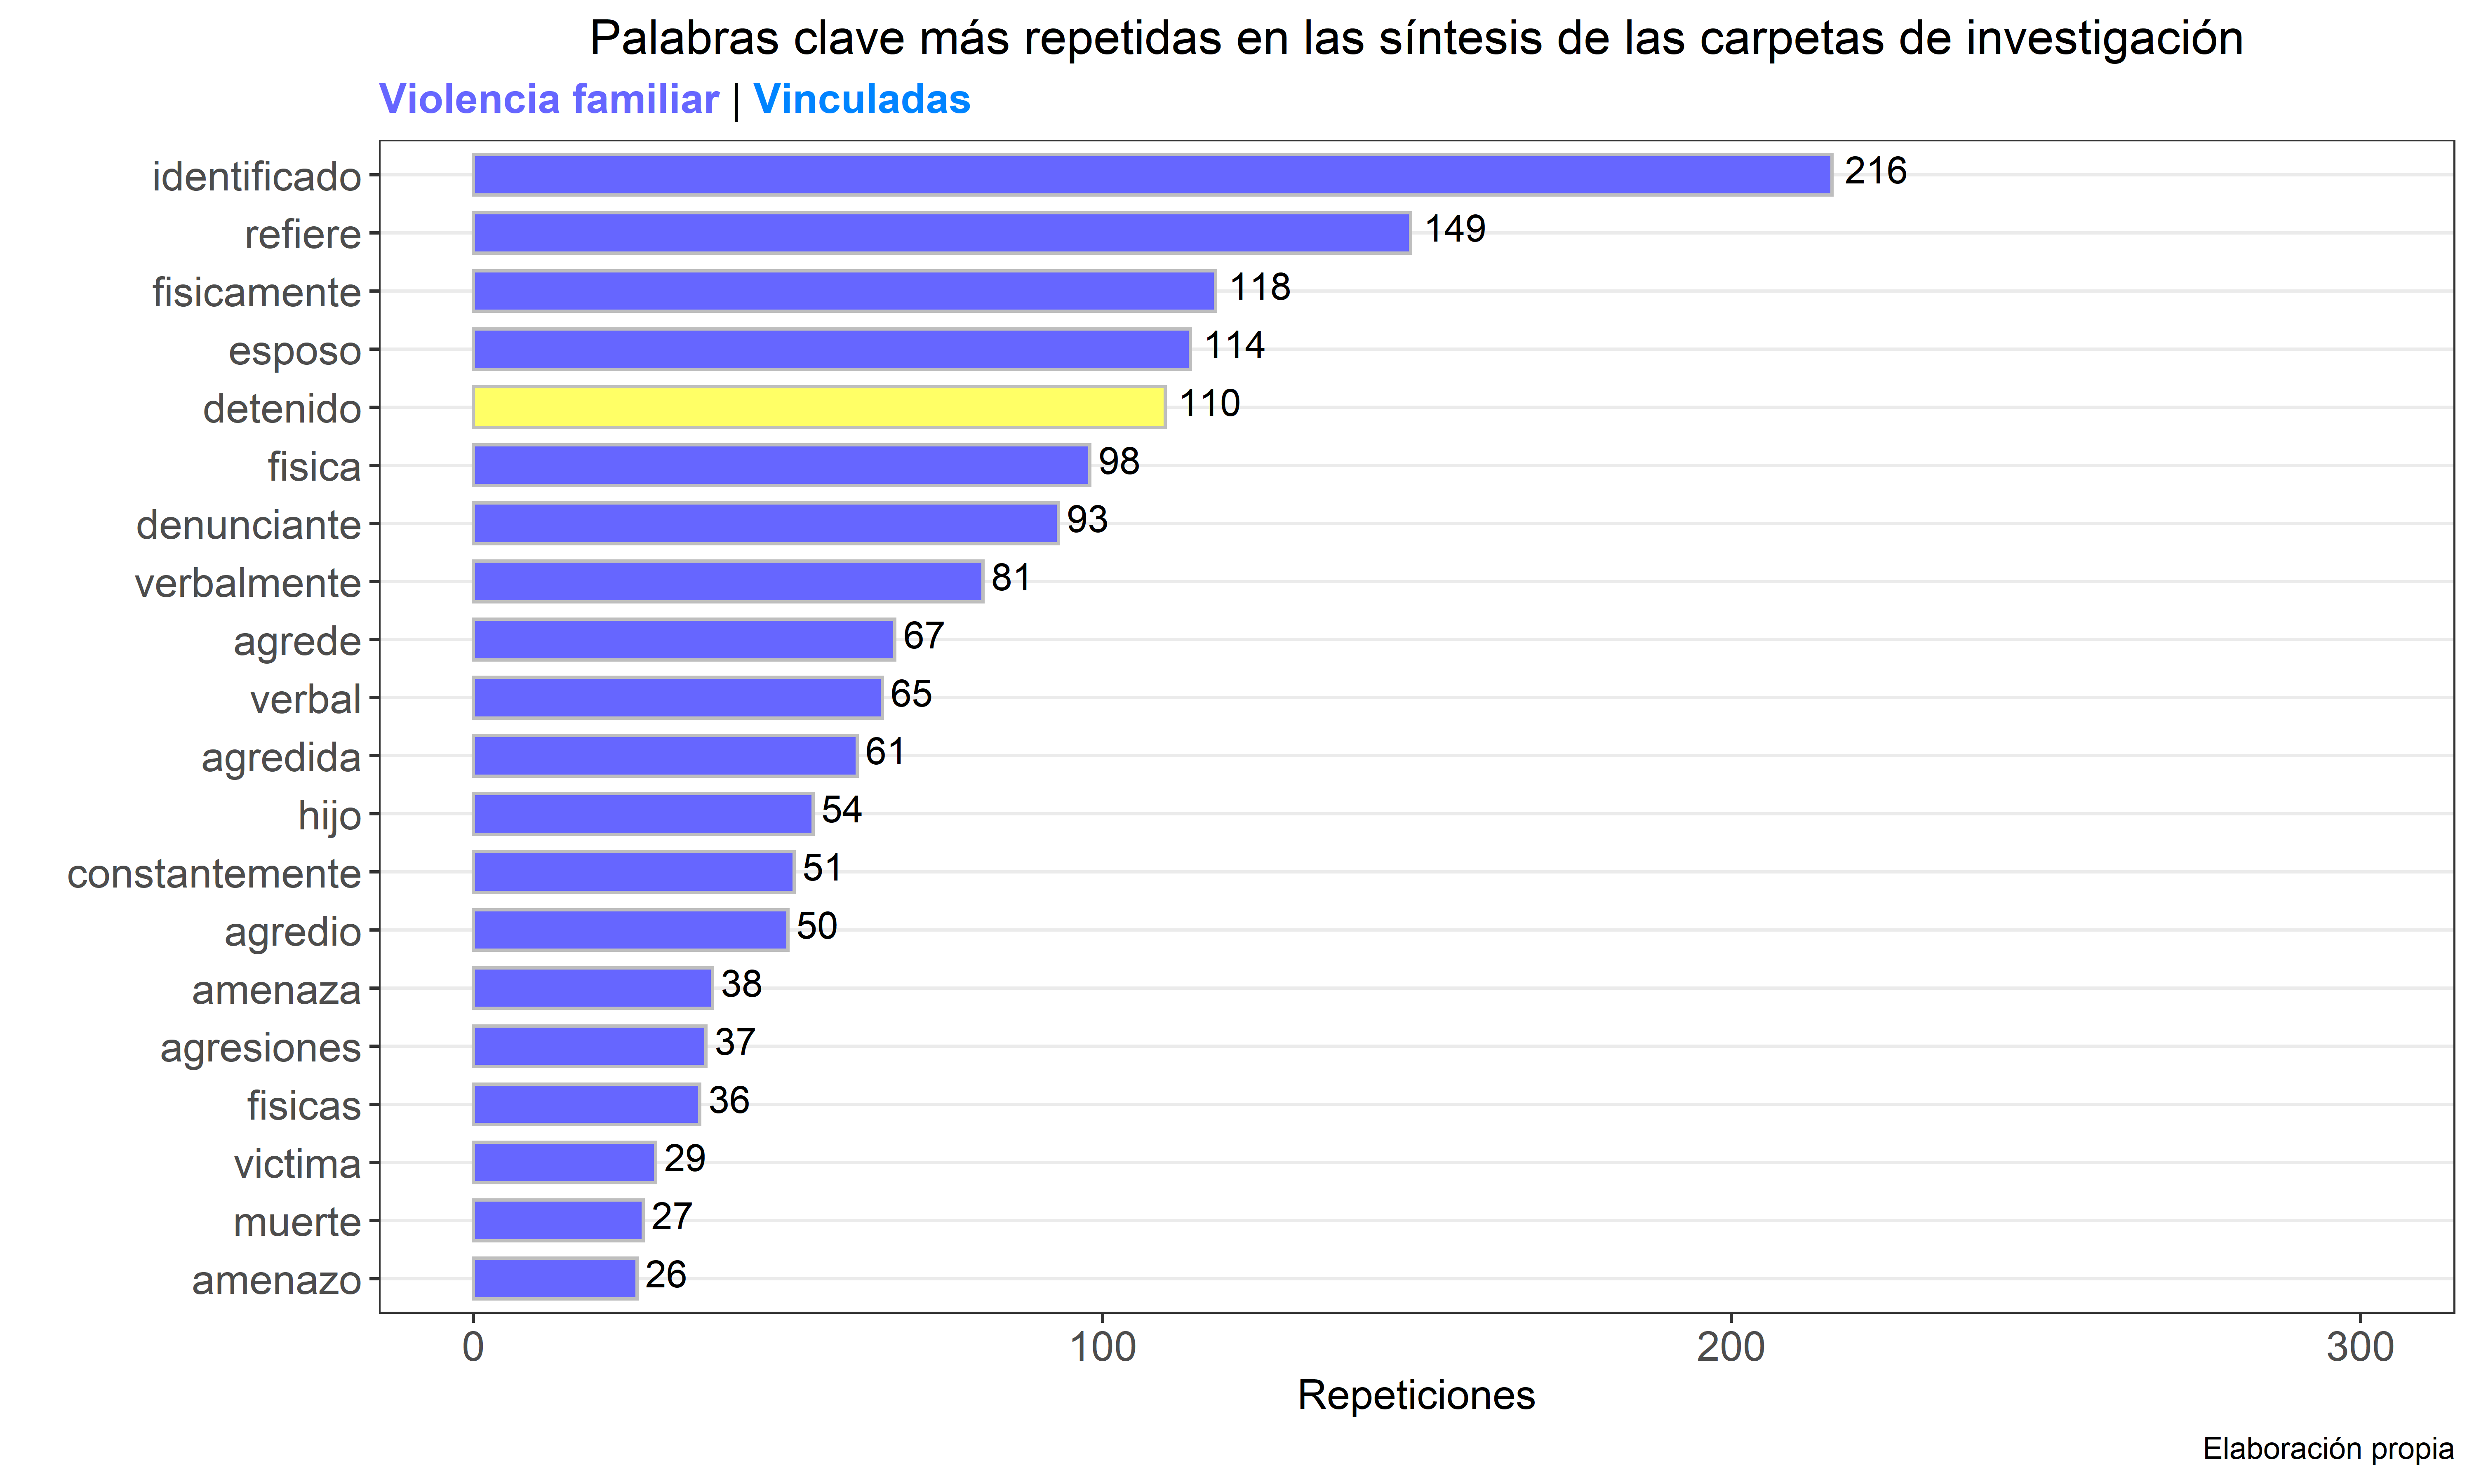 Palabras clave más repetidas en las síntesis de las carpetas de investigación
Violencia familiar | Vinculadas
identificado 216
refiere 149
fisicamente 118
esposo 114
detenido 110
fisica 98
denunciante 93
verbalmente 81
agrede 67
verbal 65
agredida 61
hijo 54
constantemente 51
agredio 50
amenaza 38
agresiones 37
fisicas 36
victima 29
muerte 27
amenazo 26
0 100 200 300
Repeticiones
Elaboración propia